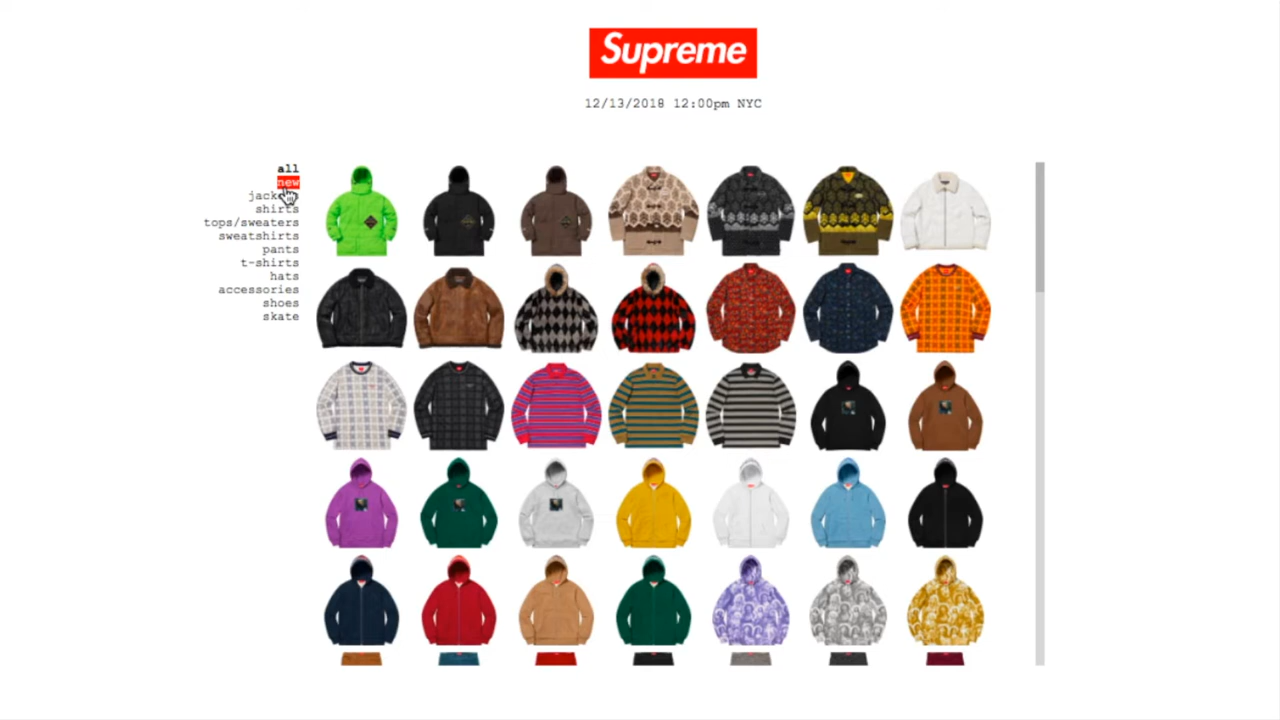 Supreme
12/13/2018 12:00pm NYC
all
new
jackets
shirts
tops/sweaters
sweatshirts
pants
t-shirts
hats
accessories
shoes
skate